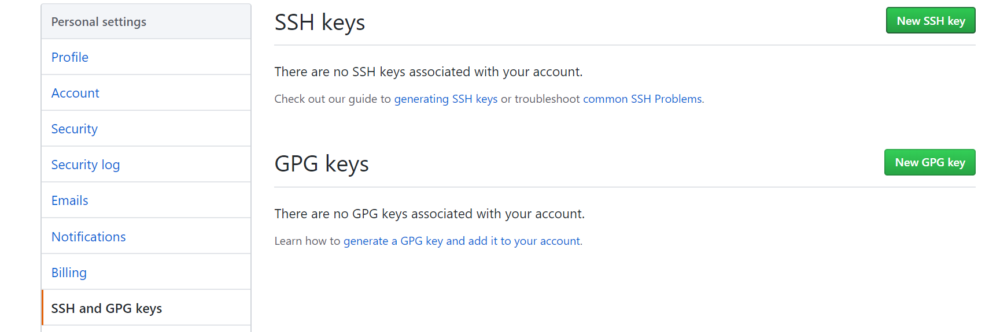 Personal settings
Profile
Account
Security
Security log
Emails
Notifications
Billing
SSH and GPG keys
SSH keys
New SSH key
There are no SSH keys associated with your account.
Check out our guide to generating SSH keys or troubleshoot common SSH Problems.
GPG keys
New GPG key
There are no GPG keys associated with your account.
Learn how to generate a GPG key and add it to your account.